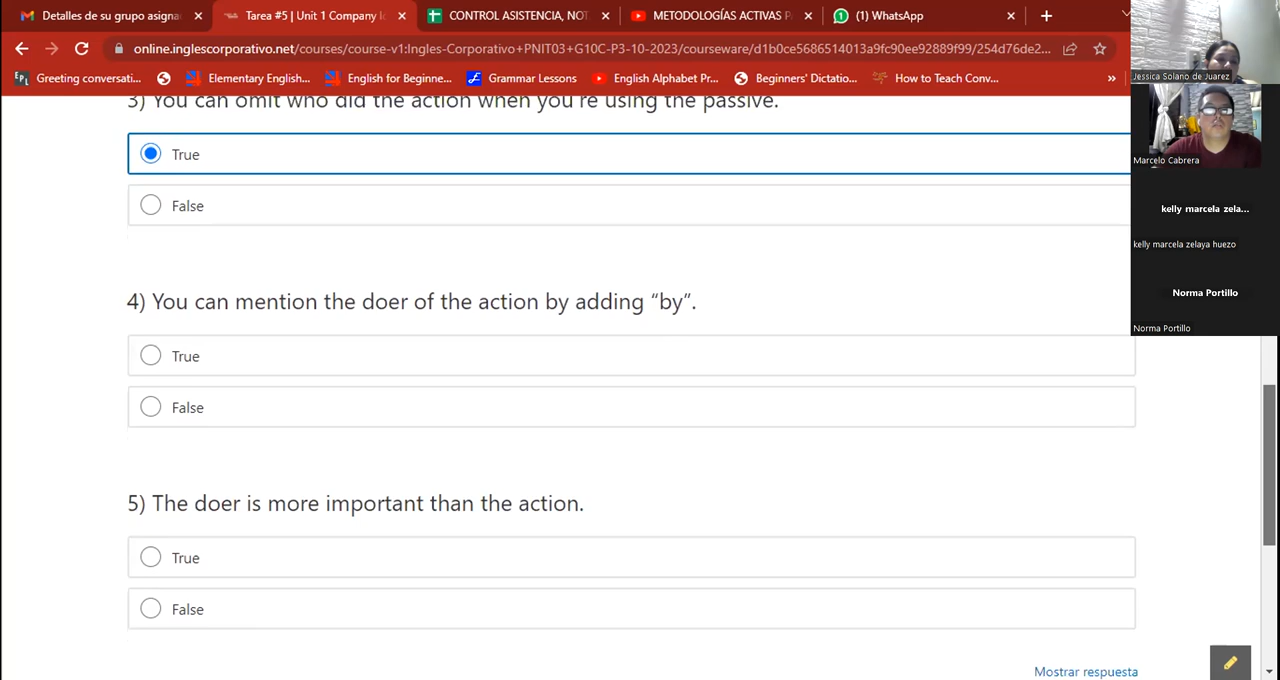 Detalles de su grupo asigna
Tarea #5 | Unit 1 Company I
CONTROL ASISTENCIA, NOT
METODOLOGÍAS ACTIVAS P
(1) WhatsApp
online.inglescorporativo.net/courses/course-v1:Ingles-Corporativo+PNIT03+G10C-P3-10-2023/courseware/d1b0ce5686514013a9fc90ee92889f99/254d76de2...
Greeting conversati...
Elementary English...
English for Beginne...
Grammar Lessons
English Alphabet Pr...
Beginners' Dictatio...
How to Teach Conv...
»
Jessica Solano de Juarez
3) You can omit who did the action when you're using the passive.
True
False
Marcelo Cabrera
kelly marcela zela...
kelly marcela zelaya huezo
Norma Portillo
Norma Portillo
4) You can mention the doer of the action by adding “by”.
True
False
5) The doer is more important than the action.
True
False
Mostrar respuesta